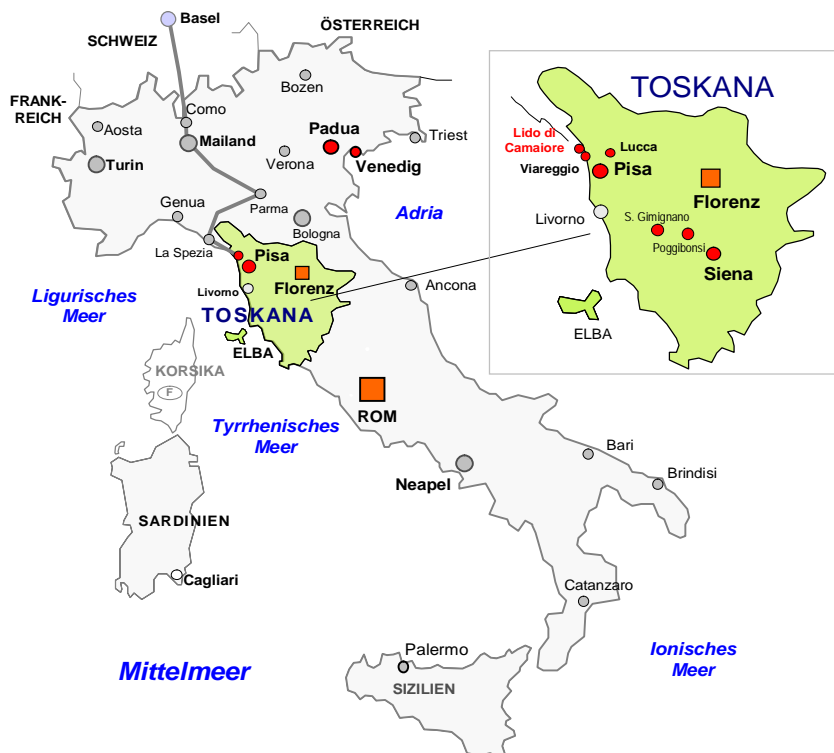 Basel
SCHWEIZ
ÖSTERREICH
Bozen
FRANK-
REICH
Aosta
Como
Mailand
Padua
Triest
Turin
Verona
Venedig
Genua
Parma
Adria
Bologna
La Spezia
Pisa
Livorno
Florenz
Ligurisches
Meer
TOSKANA
Ancona
ELBA
KORSIKA
F
ROM
Tyrrhenisches
Meer
Bari
Neapel
Brindisi
SARDINIEN
Cagliari
Catanzaro
Palermo
Ionisches
Meer
Mittelmeer
SIZILIEN
TOSKANA
Lido di
Camaiore
Lucca
Viareggio
Pisa
Florenz
Livorno
S. Gimignano
Poggibonsi
Siena
ELBA